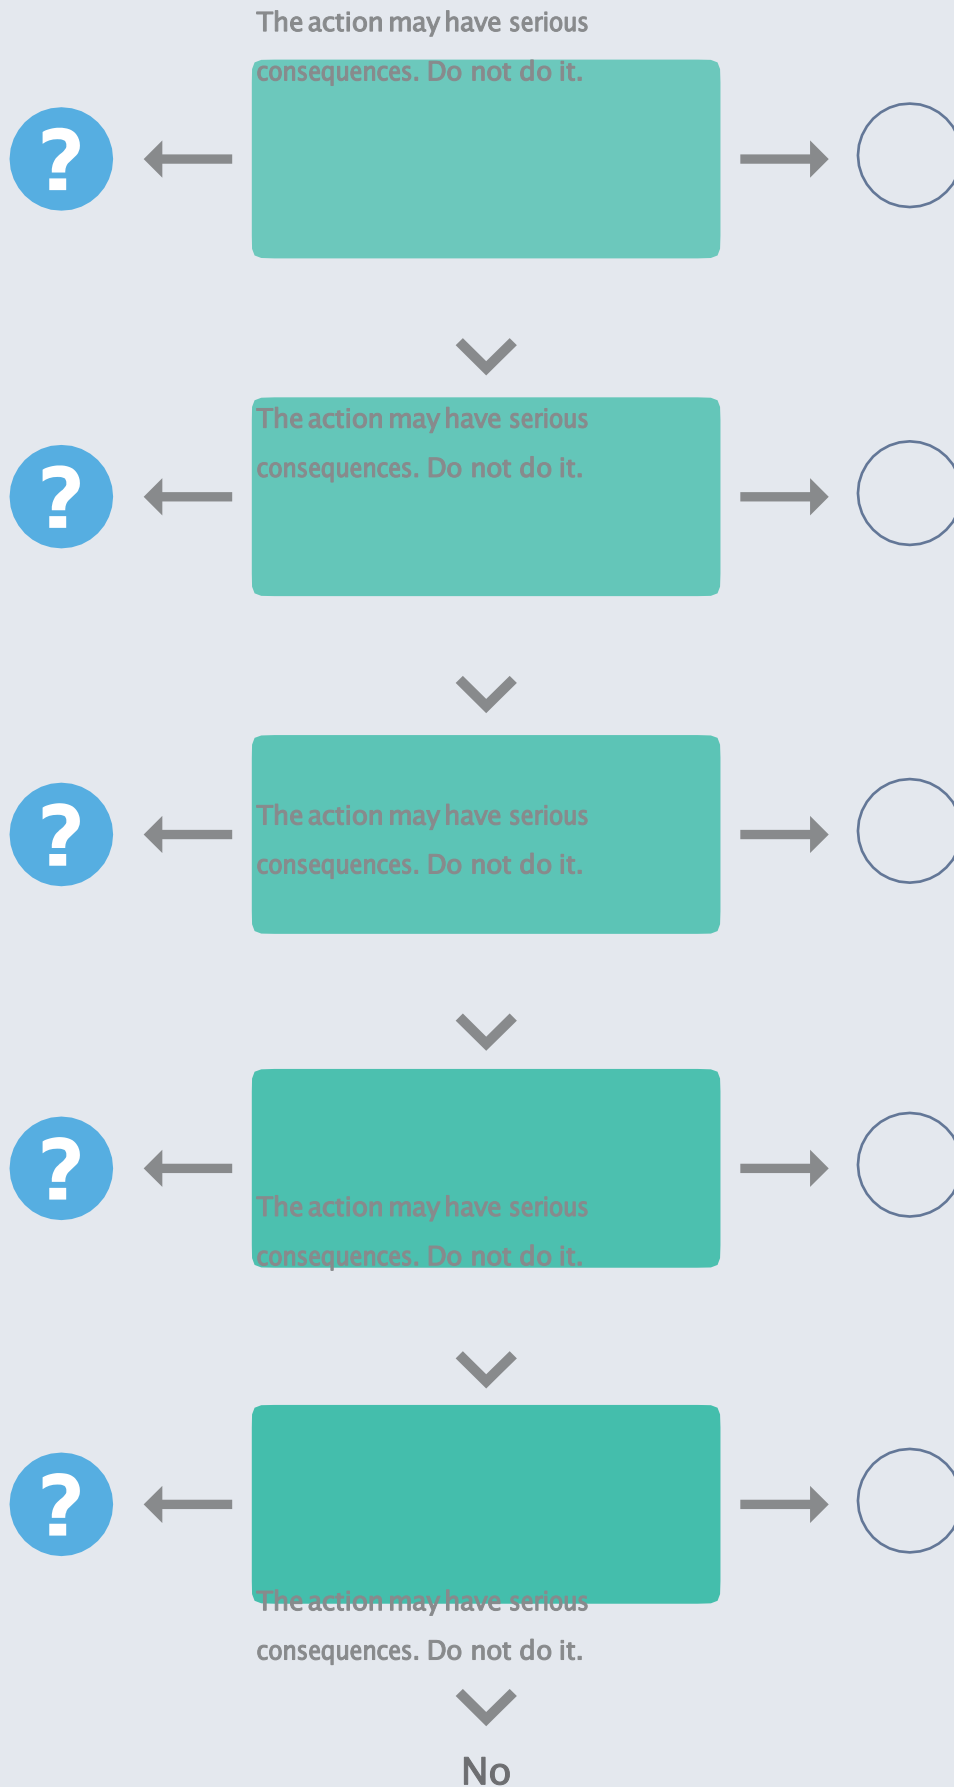 The action may have serious
consequences. Do not do it.
?
The action may have serious
consequences. Do not do it.
?
The action may have serious
consequences. Do not do it.
?
The action may have serious
consequences. Do not do it.
?
?
The action may have serious
consequences. Do not do it.
No